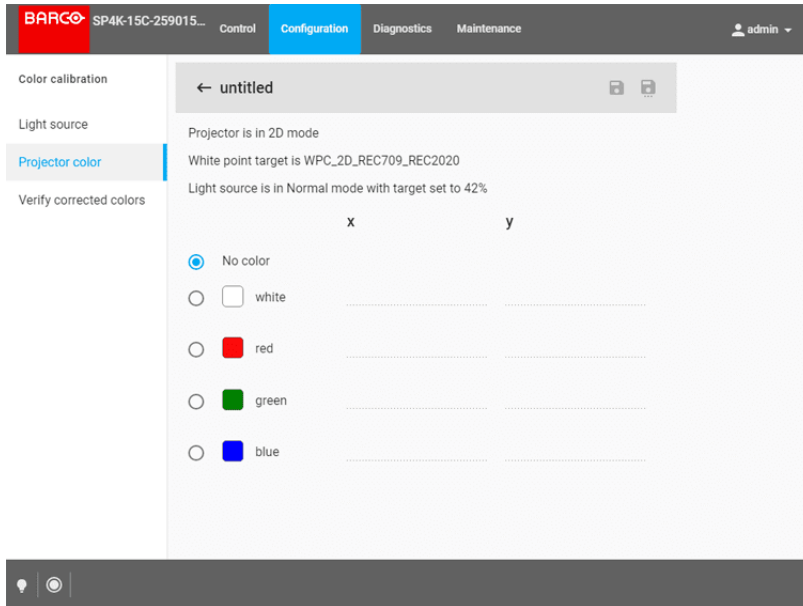 BARCO SP4K-15C-259015... Control Configuration Diagnostics Maintenance admin
Color calibration
Light source
Projector color
Verify corrected colors
← untitled
Projector is in 2D mode
White point target is WPC_2D_REC709_REC2020
Light source is in Normal mode with target set to 42%
x y
No color
white
red
green
blue